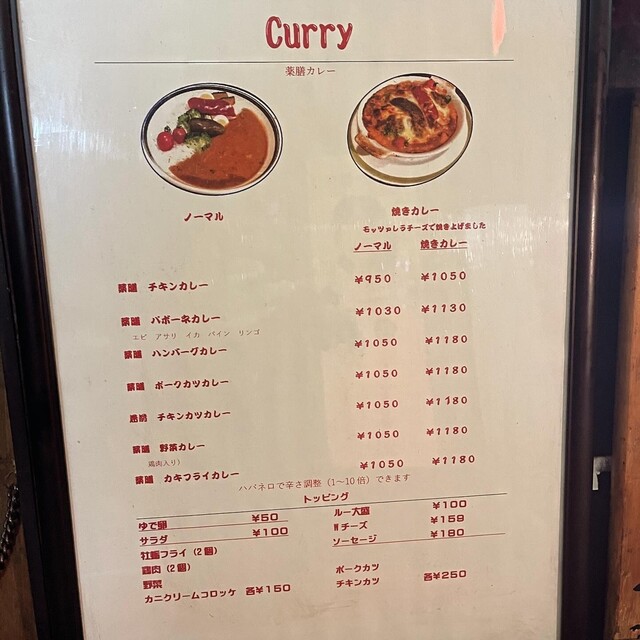 Curry
薬膳カレー
ノーマル 焼きカレー
モッツァレラチーズで焼き上げました
ノーマル 焼きカレー
薬膳 チキンカレー ¥950 ¥1050
薬膳 バボーネカレー ¥1030 ¥1130
エビ アサリ イカ パイン リンゴ
薬膳 ハンバーグカレー ¥1050 ¥1180
薬膳 ポークカツカレー ¥1050 ¥1180
薬膳 チキンカツカレー ¥1050 ¥1180
薬膳 野菜カレー ¥1050 ¥1180
鶏肉入り)
薬膳 カキフライカレー ¥1050 ¥1180
ハバネロで辛さ調整(1～10倍)できます
トッピング
ゆで卵 ¥50 ルー大盛 ¥100
サラダ ¥100 Wチーズ ¥159
牡蠣フライ(2個) ソーセージ ¥180
鶏肉(2個)
野菜 ポークカツ
カニクリームコロッケ 各¥150 チキンカツ 各¥250